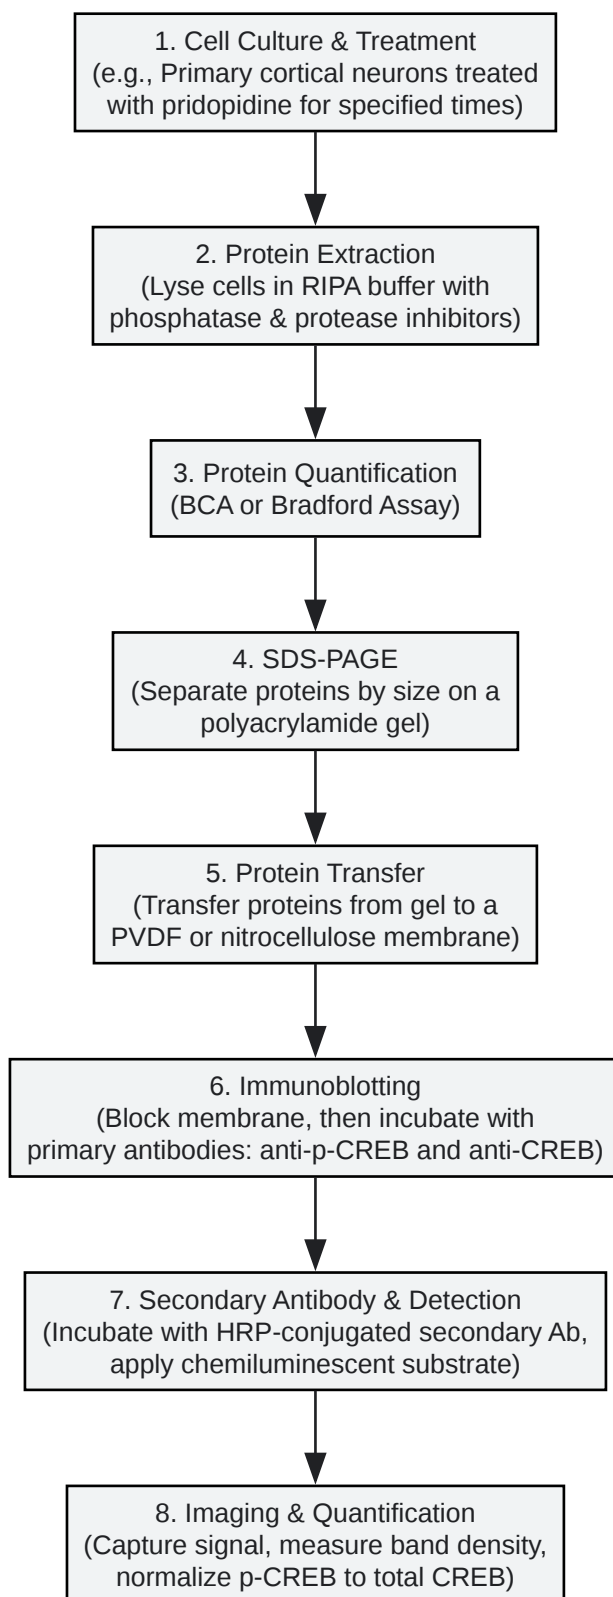 1. Cell Culture & Treatment
(e.g., Primary cortical neurons treated
with pridopidine for specified times)
2. Protein Extraction
(Lyse cells in RIPA buffer with
phosphatase & protease inhibitors)
3. Protein Quantification
(BCA or Bradford Assay)
4. SDS-PAGE
(Separate proteins by size on a
polyacrylamide gel)
5. Protein Transfer
(Transfer proteins from gel to a
PVDF or nitrocellulose membrane)
6. Immunoblotting
(Block membrane, then incubate with
primary antibodies: anti-p-CREB and anti-CREB)
7. Secondary Antibody & Detection
(Incubate with HRP-conjugated secondary Ab,
apply chemiluminescent substrate)
8. Imaging & Quantification
(Capture signal, measure band density,
normalize p-CREB to total CREB)